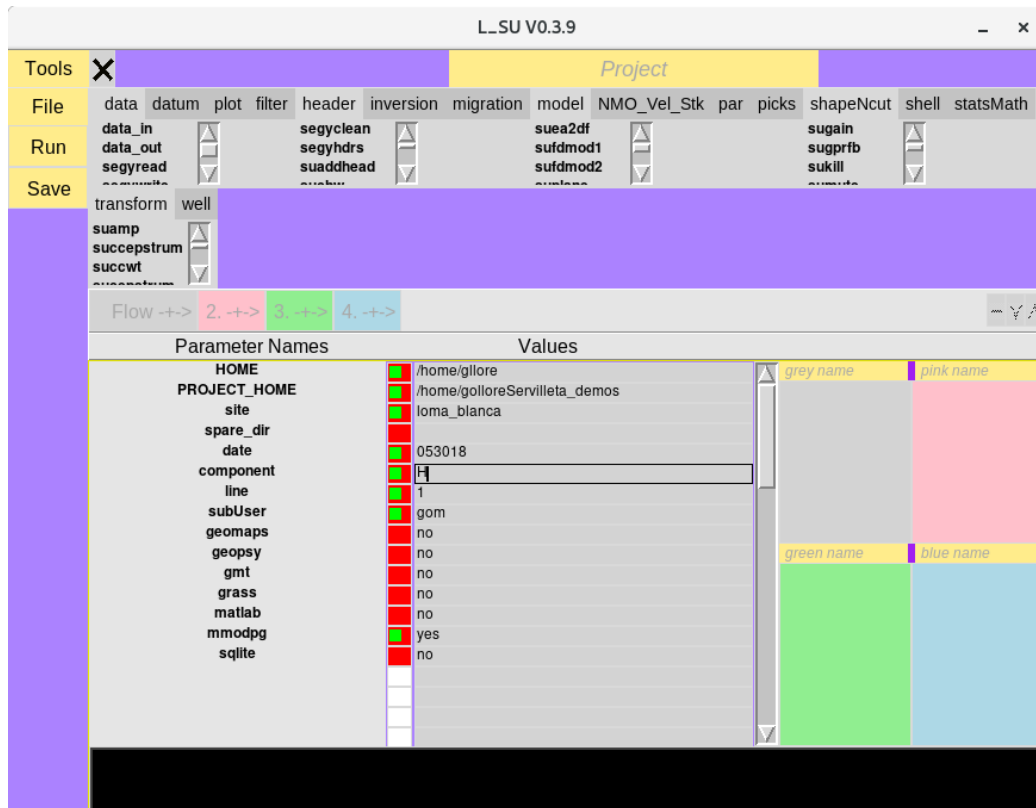 L_SU V0.3.9
Tools Project
File data datum plot filter header inversion migration model NMO_Vel_Stk par picks shapeNcut shell statsMath
data_in segyclean suea2df sugain
Run data_out segyhdrs sufdmod1 sugprfb
segyread suaddhead sufdmod2 sukill
Save
transform well
suamp
succepstrum
succwt
Flow -+-> 2. -+-> 3. -+-> 4. -+->
Parameter Names Values
HOME /home/gllore grey name pink name
PROJECT_HOME /home/golloreServilleta_demos
site loma_blanca
spare_dir
date 053018
component H
line 1
subUser gom
geomaps no
geopsy no green name blue name
gmt no
grass no
matlab no
mmodpg yes
sqlite no